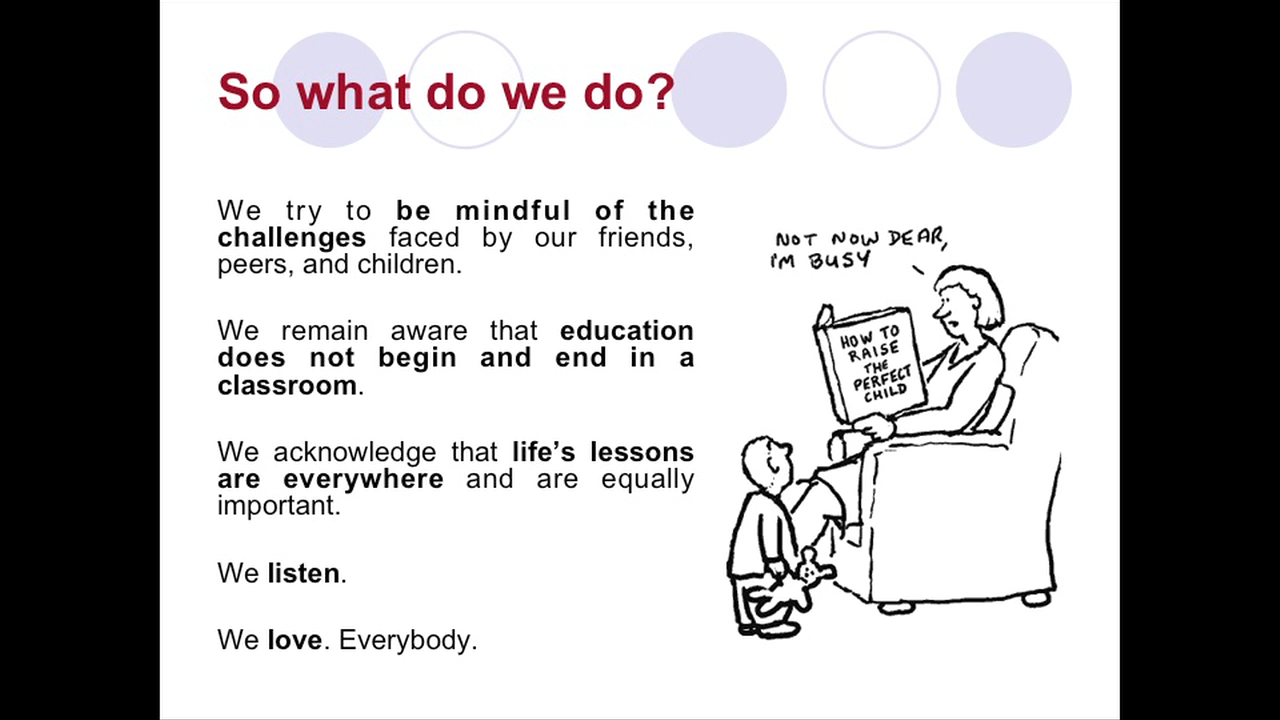 So what do we do?
We try to be mindful of the
challenges faced by our friends,
peers, and children.
We remain aware that education
does not begin and end in a
classroom.
We acknowledge that life’s lessons
are everywhere and are equally
important.
We listen.
We love. Everybody.
NOT NOW DEAR,
I'M BUSY
HOW TO
RAISE
THE
PERFECT
CHILD